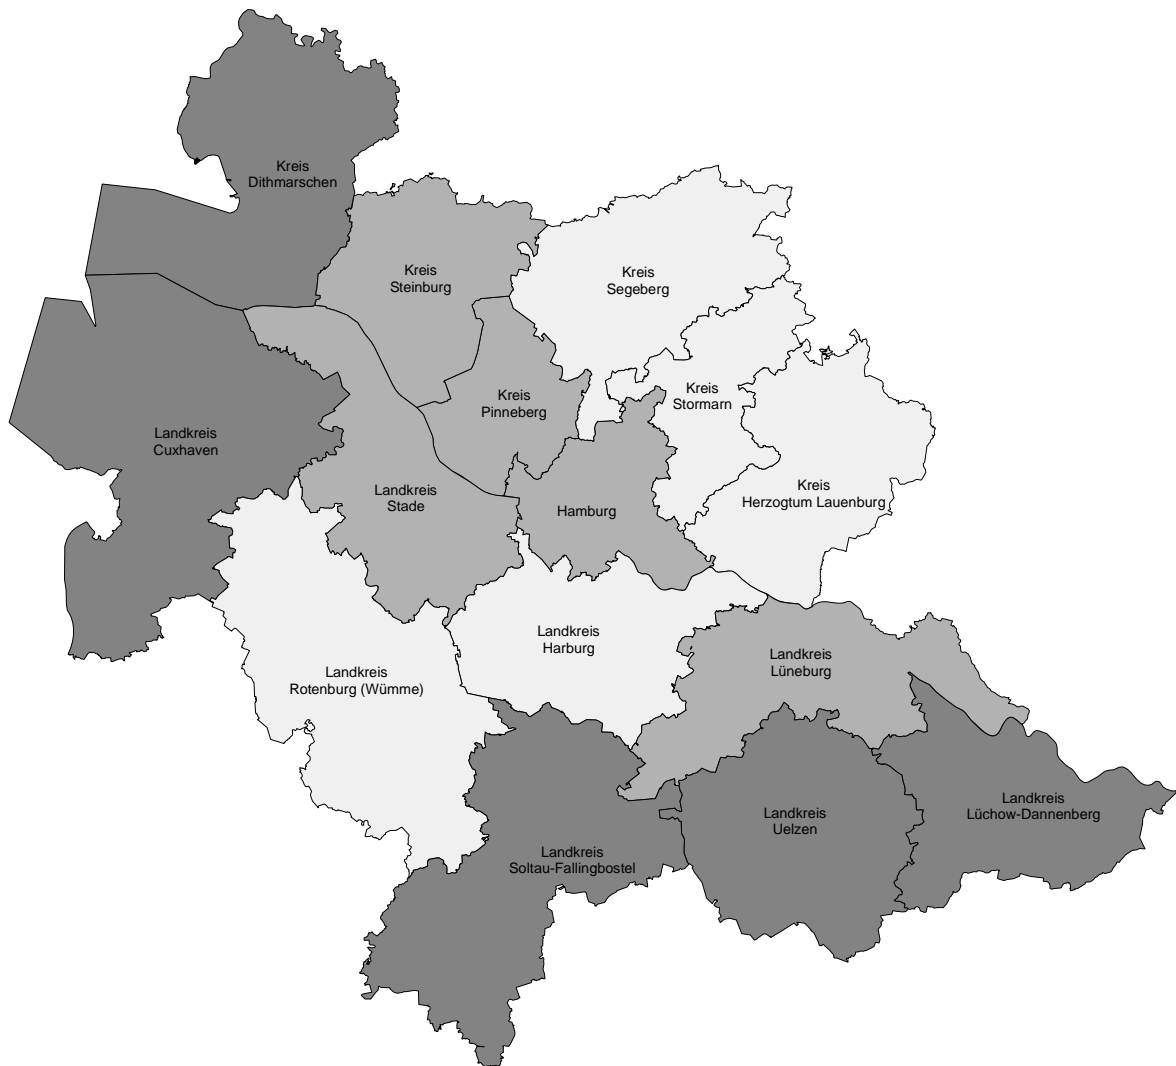 Kreis
Dithmarschen
Kreis
Steinburg
Kreis
Segeberg
Kreis
Pinneberg
Kreis
Stormarn
Landkreis
Cuxhaven
Landkreis
Stade
Hamburg
Kreis
Herzogtum Lauenburg
Landkreis
Harburg
Landkreis
Lüneburg
Landkreis
Rotenburg (Wümme)
Landkreis
Lüchow-Dannenberg
Landkreis
Uelzen
Landkreis
Soltau-Fallingbostel